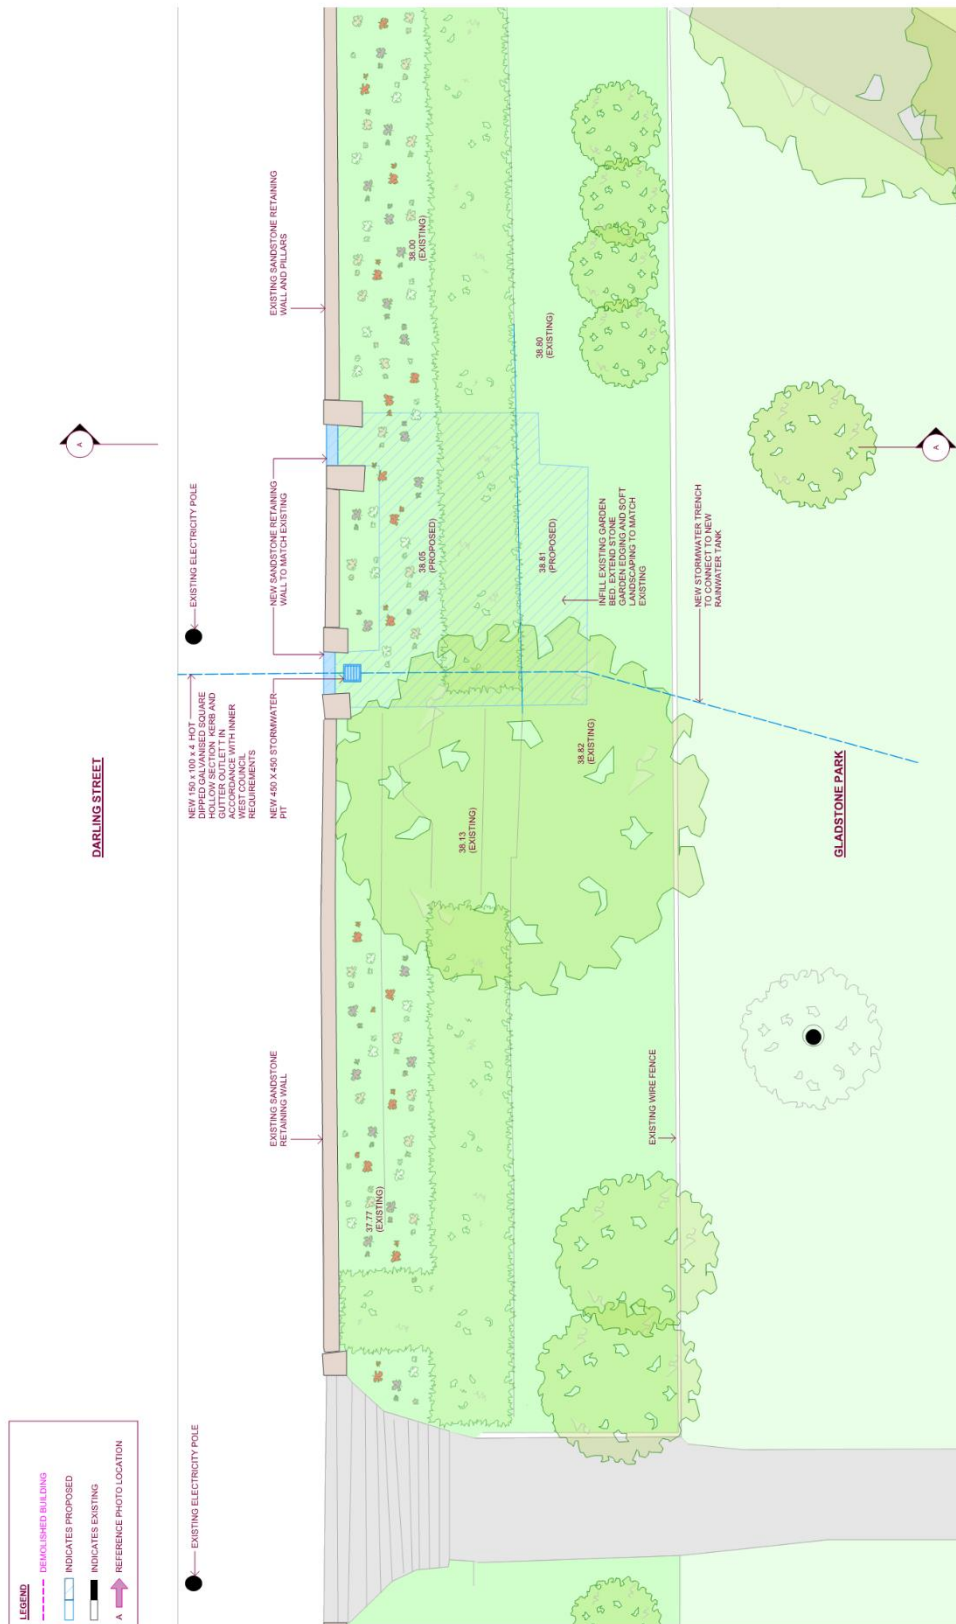 DARLING STREET
EXISTING ELECTRICITY POLE
EXISTING ELECTRICITY POLE
NEW 150 x 100 x 4 HOT
DIPPED GALVANISED SQUARE
HOLLOW SECTION KERB AND
GUTTER OUTLET T IN
ACCORDANCE WITH INNER
WEST COUNCIL
REQUIREMENTS
NEW 450 X 450 STORMWATER
PIT
NEW SANDSTONE RETAINING
WALL TO MATCH EXISTING
EXISTING SANDSTONE RETAINING
WALL AND PILLARS
EXISTING SANDSTONE
RETAINING WALL
37.77
(EXISTING)
38.13
(EXISTING)
38.05
(PROPOSED)
38.00
(EXISTING)
38.82
(EXISTING)
38.81
(PROPOSED)
38.80
(EXISTING)
INFILL EXISTING GARDEN
BED. EXTEND STONE
GARDEN EDGING AND SOFT
LANDSCAPING TO MATCH
EXISTING
EXISTING WIRE FENCE
NEW STORMWATER TRENCH
TO CONNECT TO NEW
RAINWATER TANK
GLADSTONE PARK
A
A
LEGEND
DEMOLISHED BUILDING
INDICATES PROPOSED
INDICATES EXISTING
A REFERENCE PHOTO LOCATION